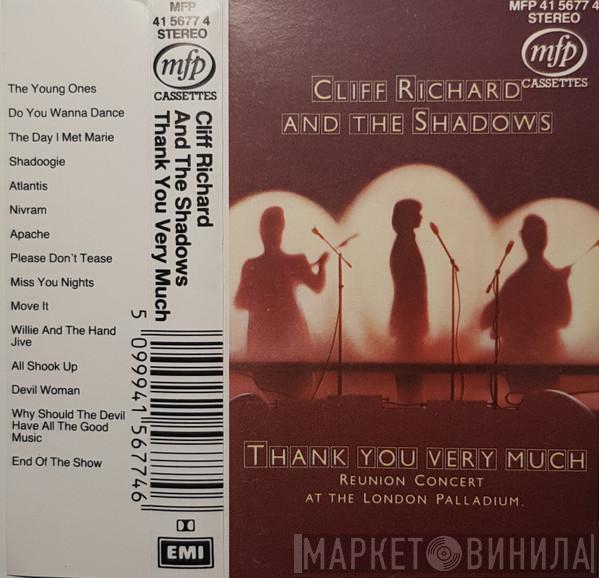 The Young Ones
Do You Wanna Dance
The Day I Met Marie
Shadoogie
Atlantis
Nivram
Apache
Please Don't Tease
Miss You Nights
Move It
Willie And The Hand
Jive
All Shook Up
Devil Woman
Why Should The Devil
Have All The Good
Music
End Of The Show
MFP
41 5677 4
STEREO
mfp
CASSETTES
Cliff Richard
And The Shadows
Thank You Very Much
5 099941 567746
EMI
MFP 41 5677 4
STEREO
mfp
CASSETTES
CLIFF RICHARD
AND THE SHADOWS
THANK YOU VERY MUCH
REUNION CONCERT
AT THE LONDON PALLADIUM.
МАРКЕТ ВИНИЛА